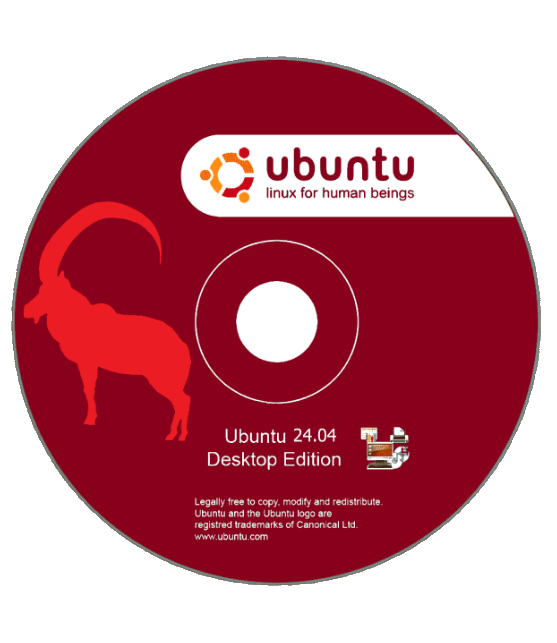 ubuntu
linux for human beings
Ubuntu 24.04
Desktop Edition
Legally free to copy, modify and redistribute.
Ubuntu and the Ubuntu logo are
registred trademarks of Canonical Ltd.
www.ubuntu.com